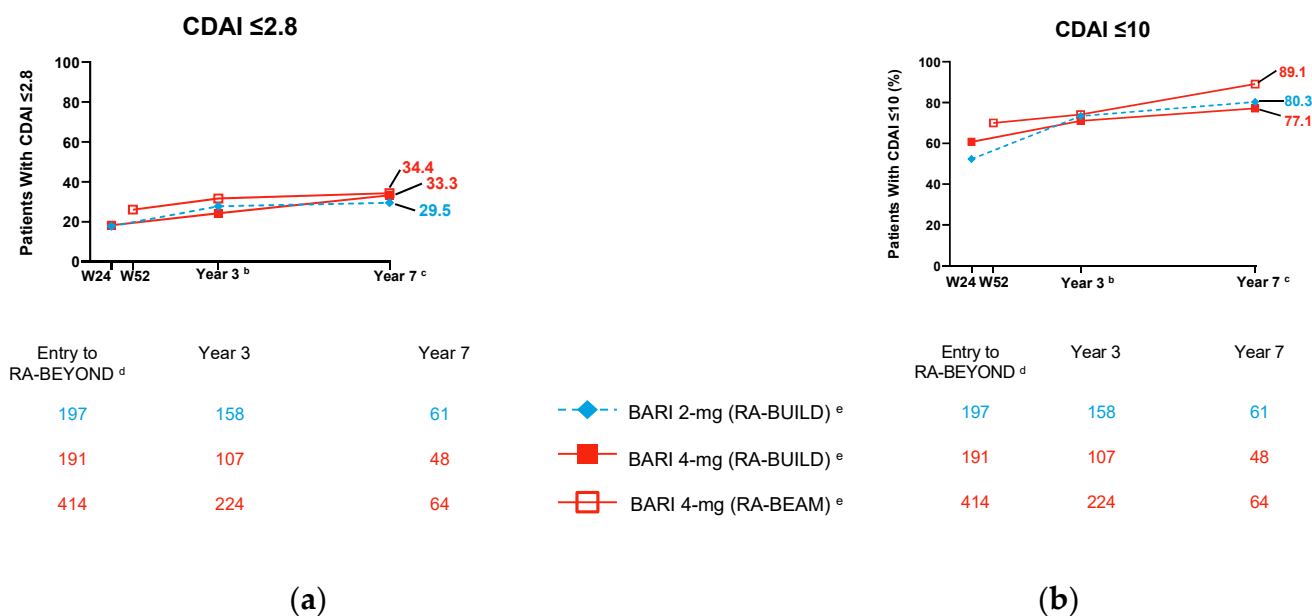 CDAI ≤2.8
Patients With CDAI ≤2.8
100
80
60
40
20
0
34.4
33.3
29.5
W24 W52 Year 3 b Year 7 c
Entry to
RA-BEYOND d
Year 3
Year 7
197 158 61
191 107 48
414 224 64
BARI 2-mg (RA-BUILD) e
BARI 4-mg (RA-BUILD) e
BARI 4-mg (RA-BEAM) e
(a)
CDAI ≤10
Patients With CDAI ≤10 (%)
100
80
60
40
20
0
89.1
80.3
77.1
W24 W52 Year 3 b Year 7 c
Entry to
RA-BEYOND d
Year 3
Year 7
197 158 61
191 107 48
414 224 64
(b)